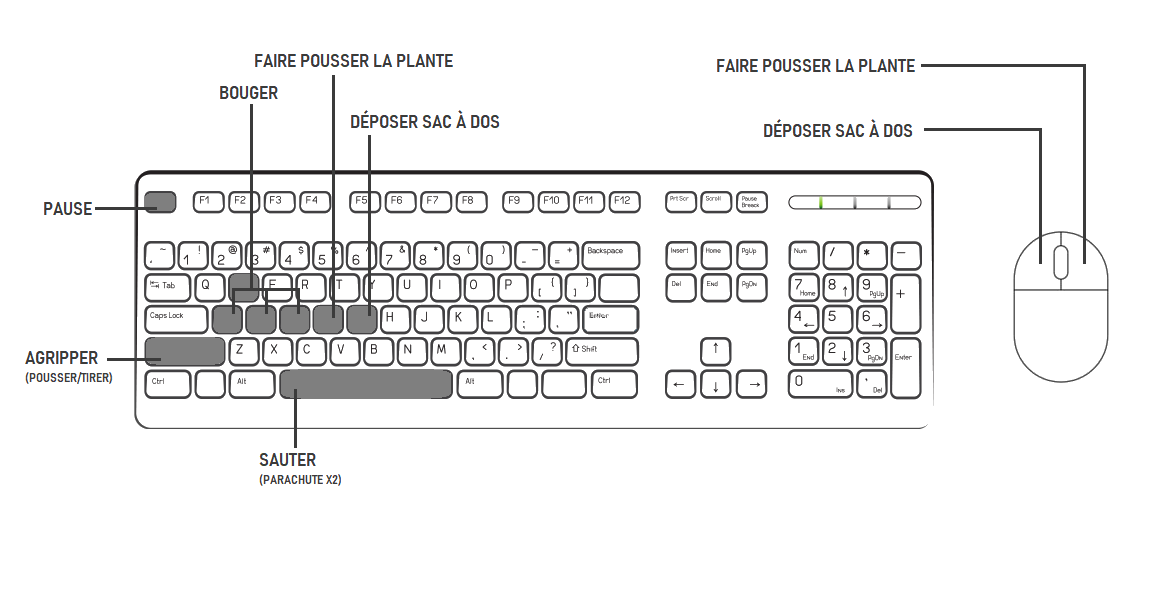 FAIRE POUSSER LA PLANTE
FAIRE POUSSER LA PLANTE
BOUGER
DÉPOSER SAC À DOS
DÉPOSER SAC À DOS
PAUSE
F1 F2 F3 F4 F5 F6 F7 F8 F9 F10 F11 F12 Prt Scr Scroll Pause
Break
~ ! @ # $ % & * ( ) _ +
1 2 3 4 5 6 7 8 9 0 - = Backspace Insert Home PgUp Num / * -
Tab Q E R T Y U I O P { [ } ] Del End PgDn 7 Home 8 ↑ 9 PgUp +
Caps Lock H J K L : ; " , Enter 4 ← 5 6 →
AGRIPPER
(POUSSER/TIRER)
Z X C V B N M < , > . ? / ⇧ Shift ↑ 1 End 2 ↓ 3 PgDn Enter
Ctrl Alt Alt Ctrl ← ↓ → 0 Ins . Del
SAUTER
(PARACHUTE X2)